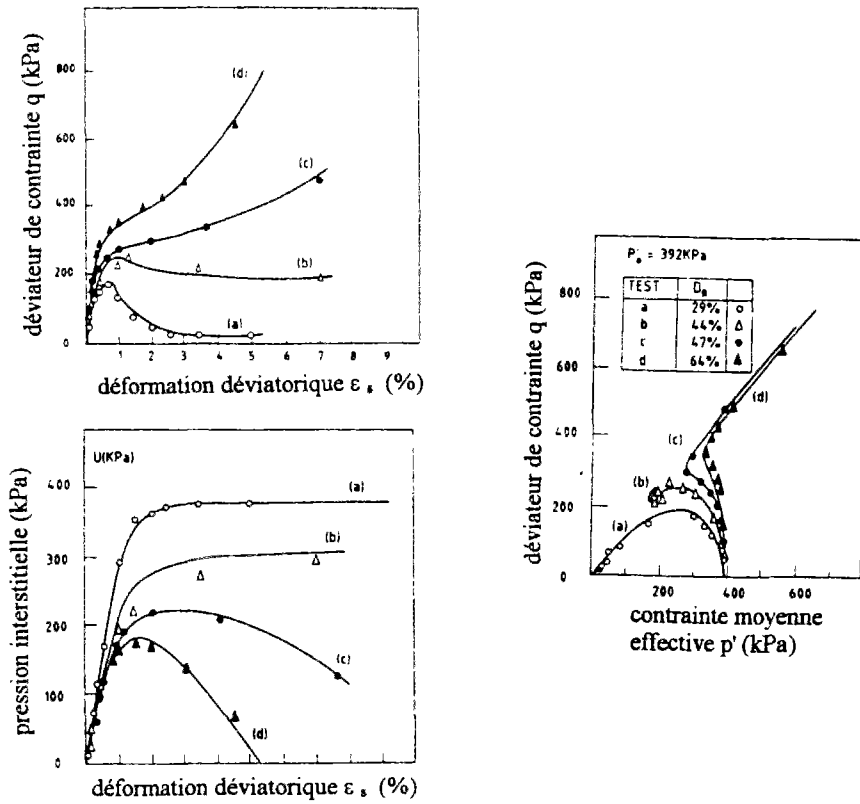 déviateur de contrainte q (kPa)
800
600
400
200
0
(d)
(c)
(b)
(a)
1 2 3 4 5 6 7 8 9
déformation déviatorique ε s (%)
pression interstitielle (kPa)
U(KPa)
400
300
200
100
0
(a)
(b)
(c)
(d)
déformation déviatorique ε s (%)
déviateur de contrainte q (kPa)
P'o = 392KPa
TEST DR
a 29% ○
b 44% △
c 47% ●
d 64% ▲
800
600
400
200
0
(c)
(d)
(b)
(a)
200 400 600
contrainte moyenne
effective p' (kPa)